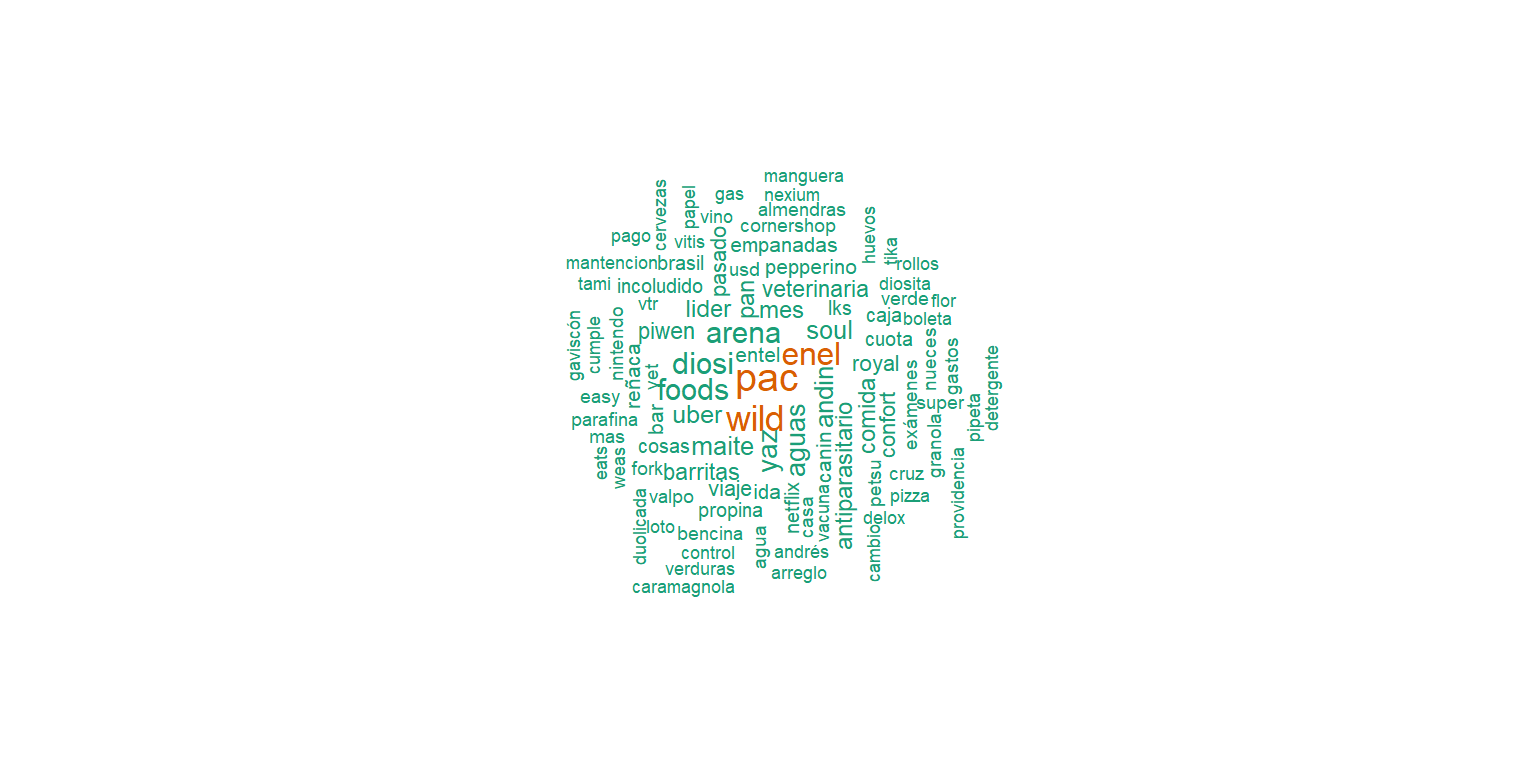 manguera
cervezas
papel
gas
nexium
vino
almendras
cornershop
huevos
pago
vitis
pasado
empanadas
tika
mantencion
brasil
usd
pepperino
rollos
tami
incoludido
pan
veterinaria
diosita
vtr
lider
mes
lks
verde
flor
caja
boleta
gaviscón
cumple
nintendo
piwen
arena
soul
cuota
nueces
reñaca
vet
diosi
entel
enel
royal
gastos
detergente
easy
foods
pac
andina
comida
confort
exámenes
super
parafina
bar
uber
wild
aguas
antiparasitario
granola
pipeta
mas
cosas
maite
yaz
canin
eats
weas
fork
barritas
petsu
cruz
providencia
valpo
viaje
ida
netflix
casa
vacuna
pizza
duolicada
loto
propina
delox
bencina
agua
cambio
control
andrés
verduras
arreglo
caramagnola